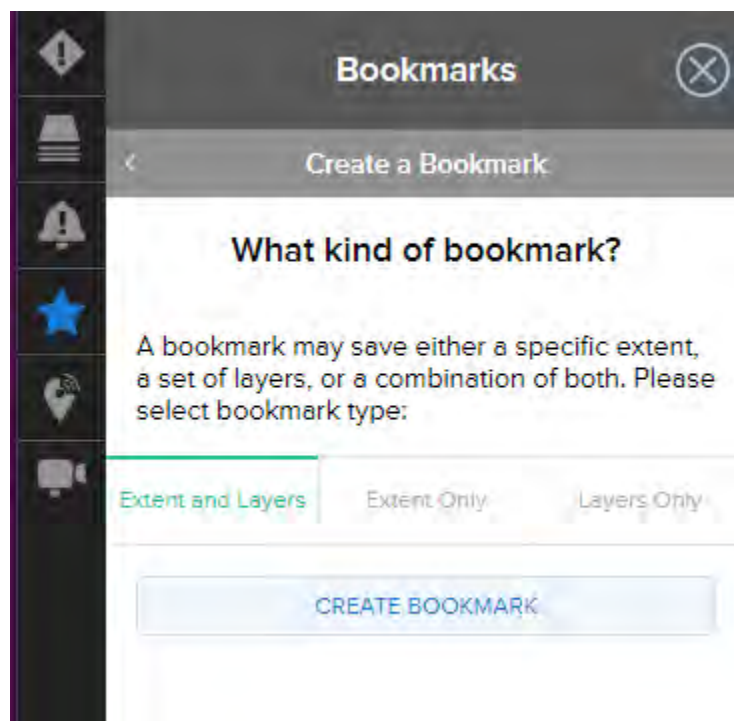 Bookmarks
Create a Bookmark
What kind of bookmark?
A bookmark may save either a specific extent,
a set of layers, or a combination of both. Please
select bookmark type:
Extent and Layers Extent Only Layers Only
CREATE BOOKMARK